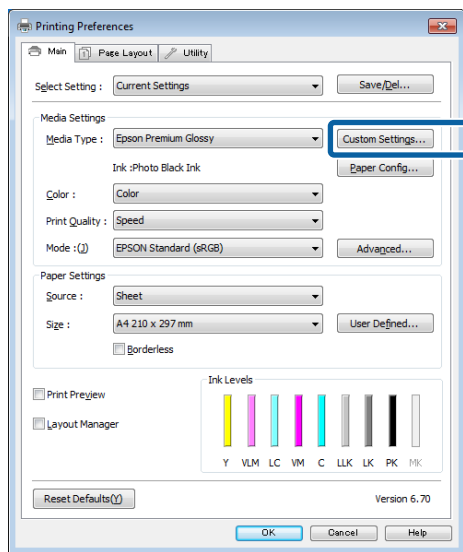 Printing Preferences
Main Page Layout Utility
Select Setting : Current Settings Save/Del...
Media Settings
Media Type : Epson Premium Glossy Custom Settings...
Ink :Photo Black Ink Paper Config...
Color : Color
Print Quality : Speed
Mode :(J) EPSON Standard (sRGB) Advanced...
Paper Settings
Source : Sheet
Size : A4 210 x 297 mm User Defined...
Borderless
Ink Levels
Print Preview
Layout Manager
Y VLM LC VM C LLK LK PK MK
Reset Defaults(Y) Version 6.70
OK Cancel Help